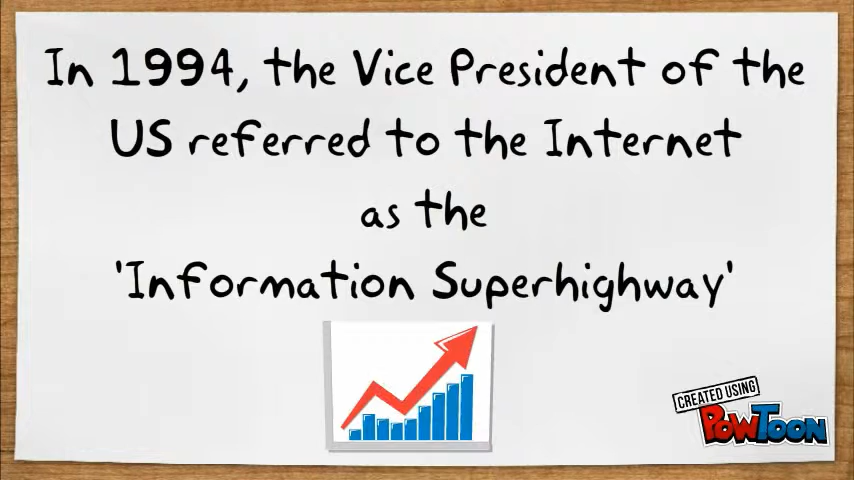 In 1994, the Vice President of the
US referred to the Internet
as the
'Information Superhighway'
CREATED USING
POWTOON